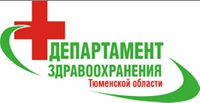 ДЕПАРТАМЕНТ
ЗДРАВООХРАНЕНИЯ
Тюменской области